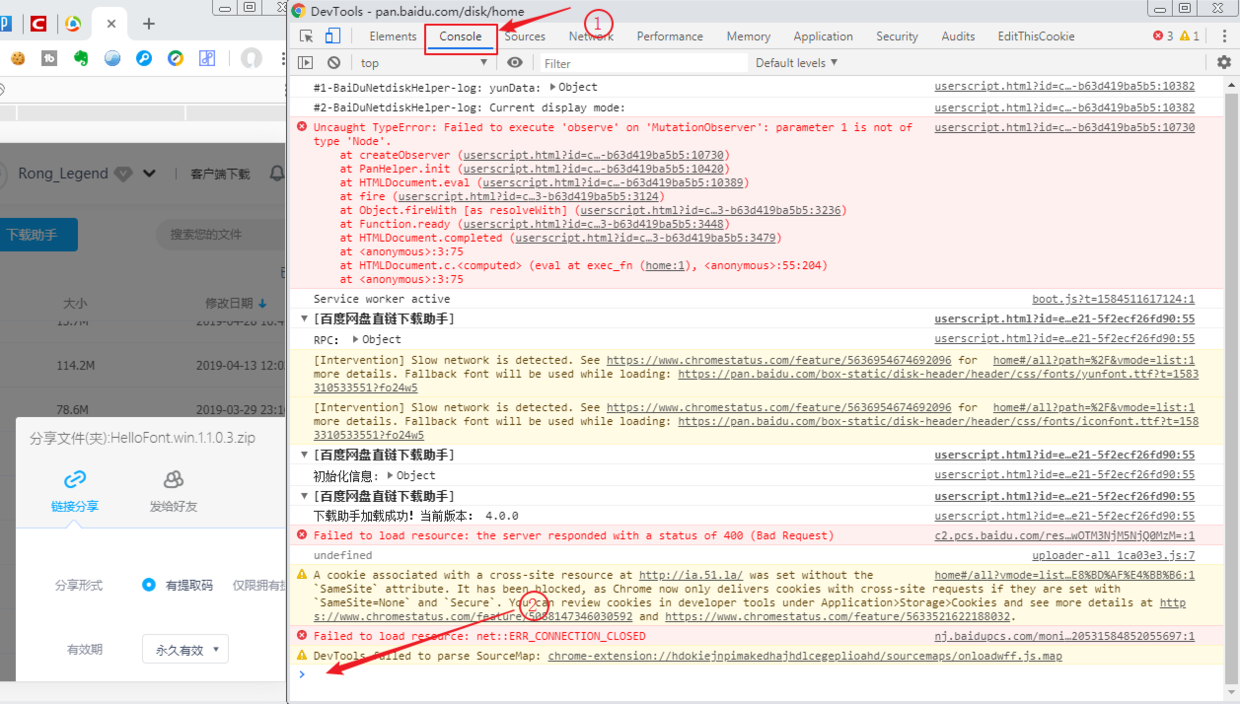 DevTools - pan.baidu.com/disk/home
Elements Console Sources Network Performance Memory Application Security Audits EditThisCookie 3 1
1
top Filter Default levels
#1-BaiDuNetdiskHelper-log: yunData: Object userscript.html?id=c…-b63d419ba5b5:10382
#2-BaiDuNetdiskHelper-log: Current display mode: userscript.html?id=c…-b63d419ba5b5:10382
Uncaught TypeError: Failed to execute 'observe' on 'MutationObserver': parameter 1 is not of userscript.html?id=c…-b63d419ba5b5:10730
type 'Node'.
at createObserver (userscript.html?id=c…-b63d419ba5b5:10730)
at PanHelper.init (userscript.html?id=c…-b63d419ba5b5:10420)
at HTMLDocument.eval (userscript.html?id=c…-b63d419ba5b5:10389)
at fire (userscript.html?id=c…3-b63d419ba5b5:3124)
at Object.fireWith [as resolveWith] (userscript.html?id=c…3-b63d419ba5b5:3236)
at Function.ready (userscript.html?id=c…3-b63d419ba5b5:3448)
at HTMLDocument.completed (userscript.html?id=c…3-b63d419ba5b5:3479)
at <anonymous>:3:75
at HTMLDocument.c.<computed> (eval at exec_fn (home:1), <anonymous>:55:204)
at <anonymous>:3:75
Service worker active boot.js?t=1584511617124:1
[百度网盘直链下载助手] userscript.html?id=e…e21-5f2ecf26fd90:55
RPC: Object userscript.html?id=e…e21-5f2ecf26fd90:55
[Intervention] Slow network is detected. See https://www.chromestatus.com/feature/5636954674692096 for home#/all?path=%2F&vmode=list:1
more details. Fallback font will be used while loading: https://pan.baidu.com/box-static/disk-header/header/css/fonts/yunfont.ttf?t=1583
310533551?fo24w5
[Intervention] Slow network is detected. See https://www.chromestatus.com/feature/5636954674692096 for home#/all?path=%2F&vmode=list:1
more details. Fallback font will be used while loading: https://pan.baidu.com/box-static/disk-header/header/css/fonts/iconfont.ttf?t=158
3310533551?fo24w5
[百度网盘直链下载助手] userscript.html?id=e…e21-5f2ecf26fd90:55
初始化信息: Object userscript.html?id=e…e21-5f2ecf26fd90:55
[百度网盘直链下载助手] userscript.html?id=e…e21-5f2ecf26fd90:55
下载助手加载成功！当前版本： 4.0.0 userscript.html?id=e…e21-5f2ecf26fd90:55
Failed to load resource: the server responded with a status of 400 (Bad Request) c2.pcs.baidu.com/res…wOTM3NjM5NjQ0MzM=:1
undefined uploader-all_1ca03e3.js:7
A cookie associated with a cross-site resource at http://ia.51.la/ was set without the home#/all?vmode=list…E8%BD%AF%E4%BB%B6:1
`SameSite` attribute. It has been blocked, as Chrome now only delivers cookies with cross-site requests if they are set with
`SameSite=None` and `Secure`. You can review cookies in developer tools under Application>Storage>Cookies and see more details at http
s://www.chromestatus.com/feature/5088147346030592 and https://www.chromestatus.com/feature/5633521622188032.
2
Failed to load resource: net::ERR_CONNECTION_CLOSED nj.baidupcs.com/moni…20531584852055697:1
DevTools failed to parse SourceMap: chrome-extension://hdokiejnpimakedhajhdlcegeplioahd/sourcemaps/onloadwff.js.map
Rong_Legend 客户端下载
下载助手 搜索您的文件
大小 修改日期
114.2M 2019-04-13 12:0
78.6M 2019-03-29 23:1
分享文件(夹):HelloFont.win.1.1.0.3.zip
链接分享 发给好友
分享形式 有提取码 仅限拥有
有效期 永久有效